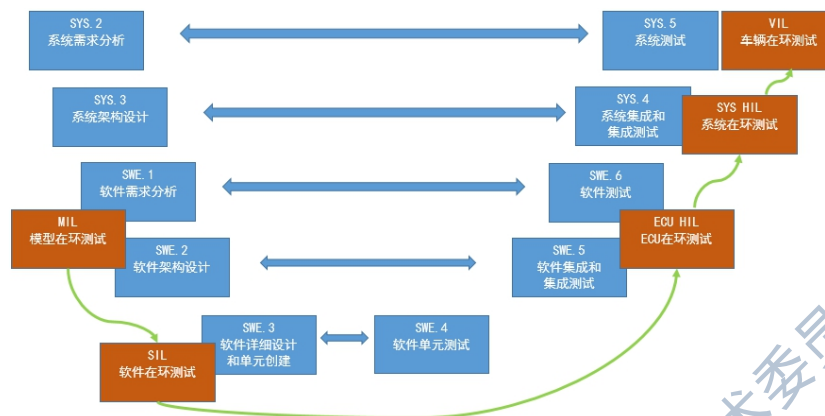 SYS.2
系统需求分析
SYS.5
系统测试
VIL
车辆在环测试
SYS.3
系统架构设计
SYS.4
系统集成和
集成测试
SYS HIL
系统在环测试
SWE.1
软件需求分析
SWE.6
软件测试
MIL
模型在环测试
ECU HIL
ECU在环测试
SWE.2
软件架构设计
SWE.5
软件集成和
集成测试
SWE.3
软件详细设计
和单元创建
SWE.4
软件单元测试
SIL
软件在环测试
术委员